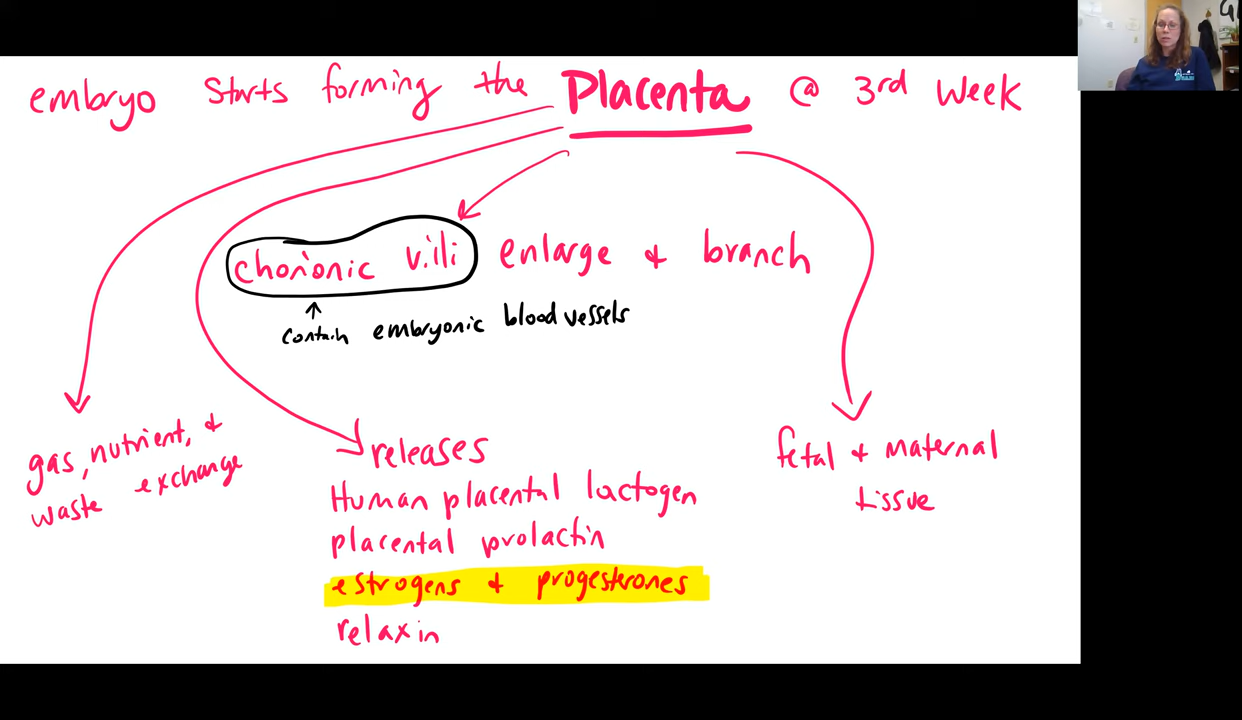 embryo starts forming the Placenta @ 3rd week
chorionic villi enlarge & branch
↑
contain embryonic blood vessels
gas, nutrient, &
waste exchange
releases
Human placental lactogen
placental prolactin
estrogens & progesterones
relaxin
fetal & maternal
tissue